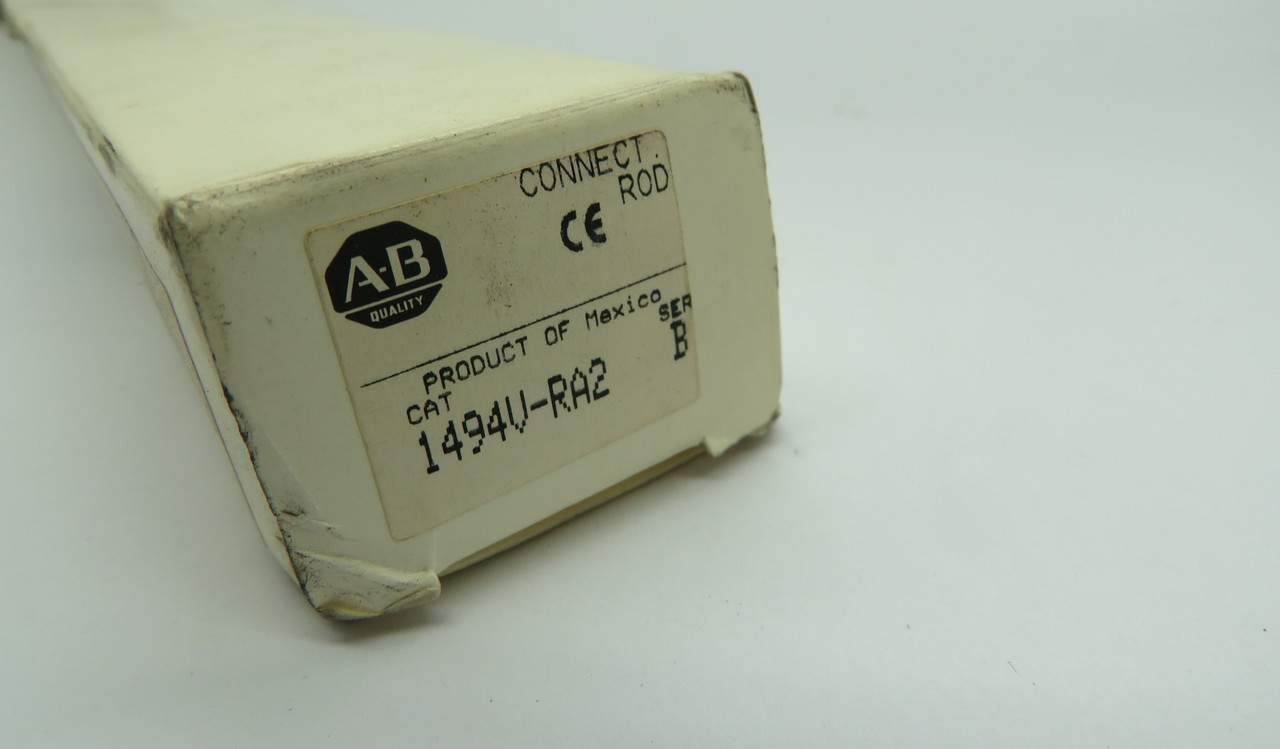 CONNECT.
ROD
A-B
QUALITY
CE
PRODUCT OF Mexico
SER
CAT
B
1494V-RA2